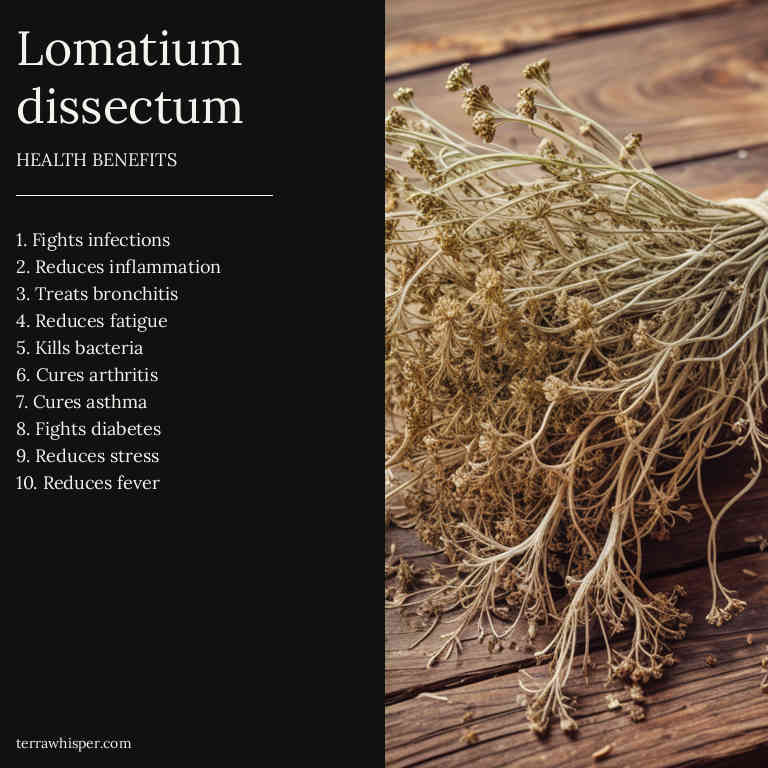 Lomatium
dissectum
HEALTH BENEFITS
1. Fights infections
2. Reduces inflammation
3. Treats bronchitis
4. Reduces fatigue
5. Kills bacteria
6. Cures arthritis
7. Cures asthma
8. Fights diabetes
9. Reduces stress
10. Reduces fever
terrawhisper.com